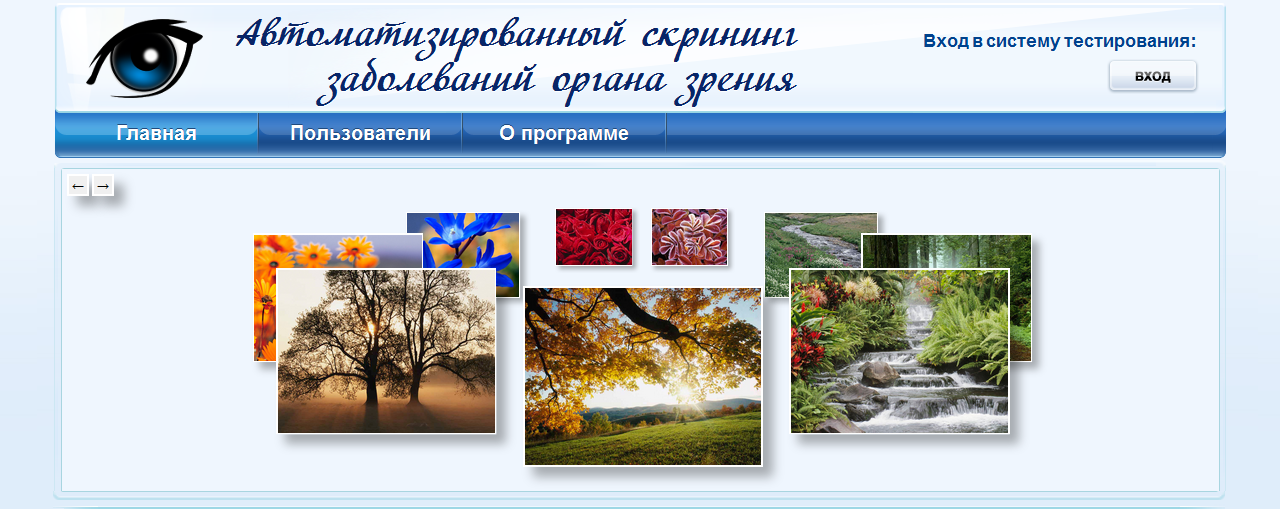 Автоматизированный скрининг
заболеваний органа зрения
Вход в систему тестирования:
вход
Главная
Пользователи
О программе
← →